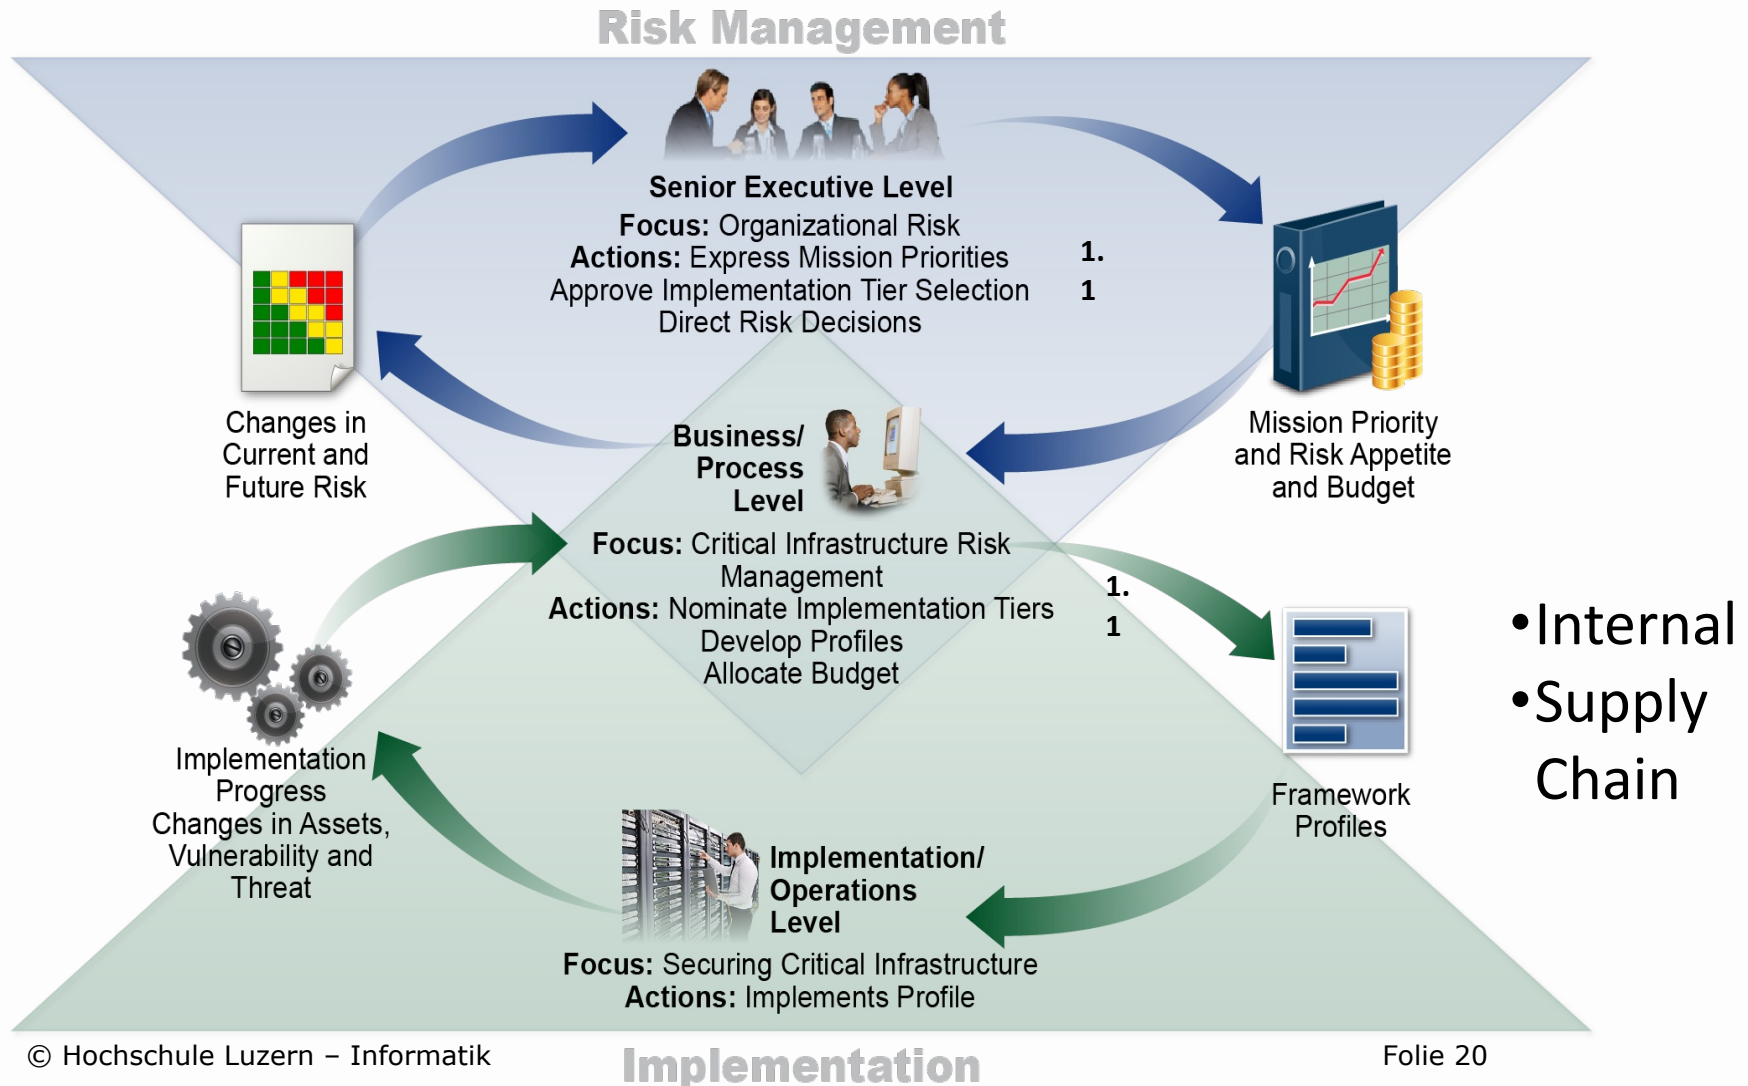 Risk Management
Senior Executive Level
Focus: Organizational Risk
Actions: Express Mission Priorities
Approve Implementation Tier Selection
Direct Risk Decisions
1.
1
Changes in
Current and
Future Risk
Mission Priority
and Risk Appetite
and Budget
Business/
Process
Level
Focus: Critical Infrastructure Risk
Management
Actions: Nominate Implementation Tiers
Develop Profiles
Allocate Budget
1.
1
•Internal
•Supply
Chain
Implementation
Progress
Changes in Assets,
Vulnerability and
Threat
Framework
Profiles
Implementation/
Operations
Level
Focus: Securing Critical Infrastructure
Actions: Implements Profile
© Hochschule Luzern – Informatik
Implementation
Folie 20